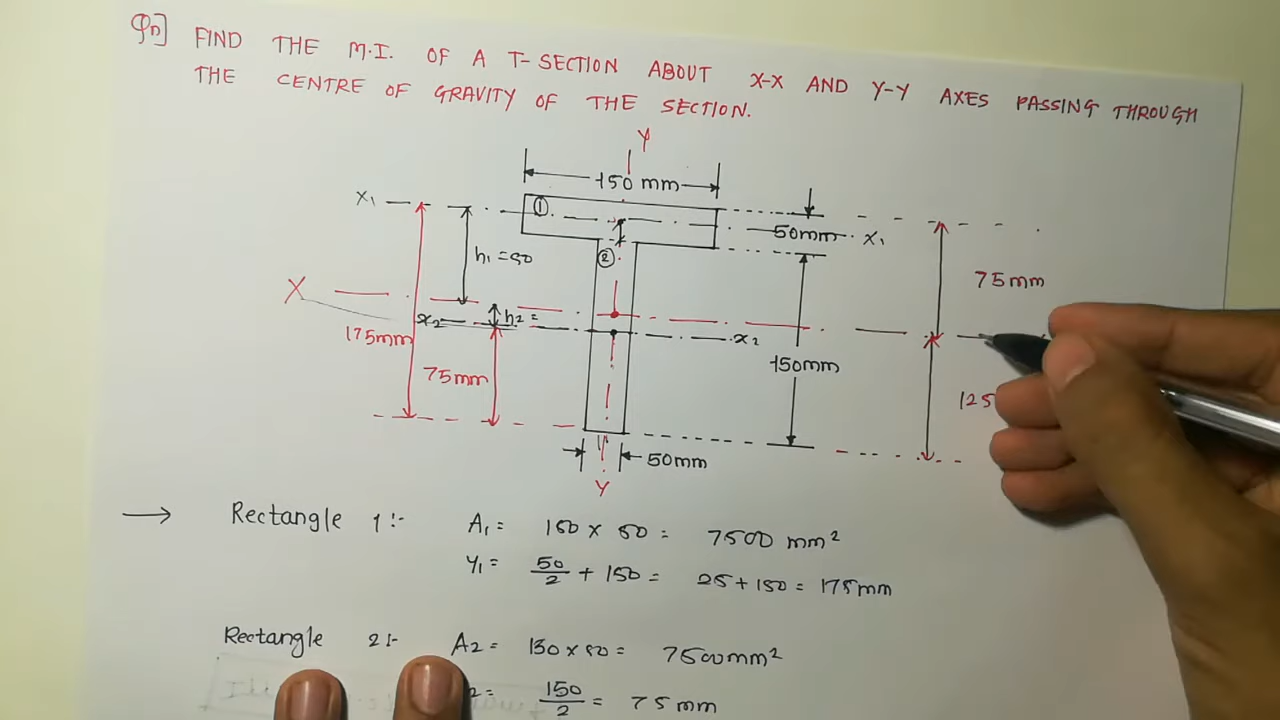 Qn] FIND THE M.I. OF A T-SECTION ABOUT X-X AND Y-Y AXES PASSING THROUGH
THE CENTRE OF GRAVITY OF THE SECTION.
Y
150 mm
X1
1
50mm
X1
h1 = 50
2
75mm
X
X2
h2 =
X2
175mm
75mm
150mm
125
50mm
Y
Rectangle 1:- A1 = 150 x 50 = 7500 mm²
Y1 = 50/2 + 150 = 25 + 150 = 175mm
Rectangle 2:- A2 = 150 x 50 = 7500mm²
2 = 150/2 = 75 mm